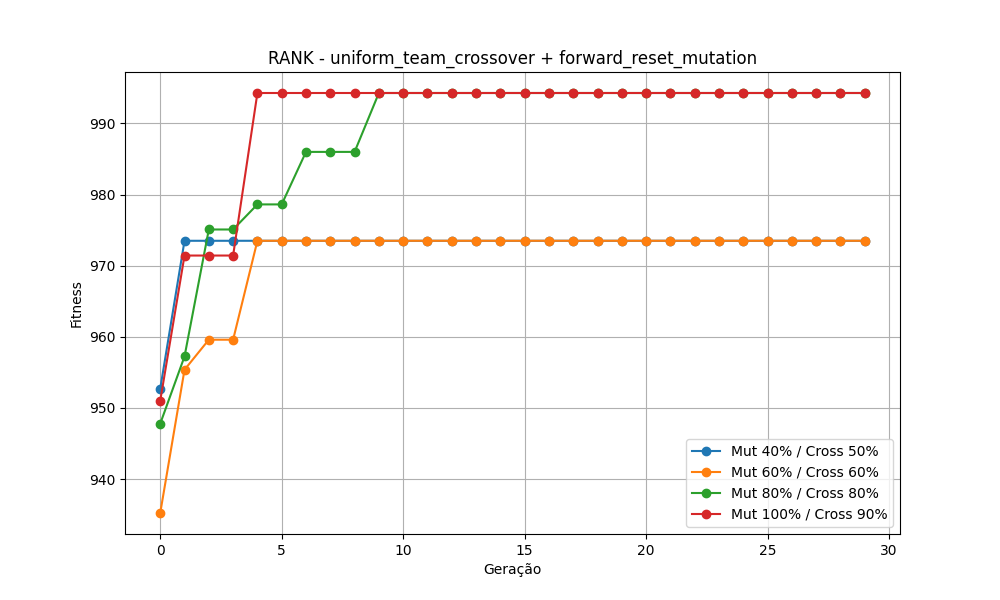 RANK - uniform_team_crossover + forward_reset_mutation
Fitness
990
980
970
960
950
940
0
5
10
15
20
25
30
Geração
Mut 40% / Cross 50%
Mut 60% / Cross 60%
Mut 80% / Cross 80%
Mut 100% / Cross 90%